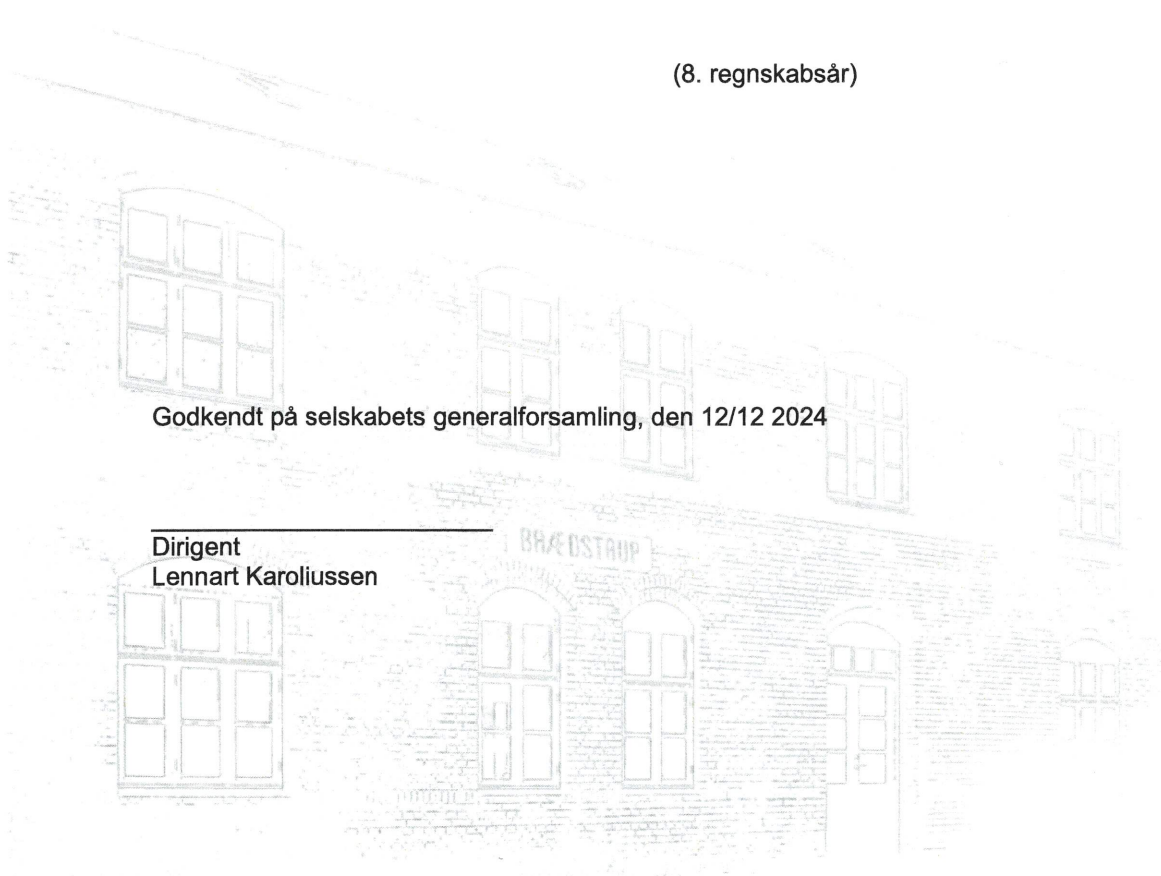 (8. regnskabsår)
Godkendt på selskabets generalforsamling, den 12/12 2024
Dirigent
Lennart Karoliussen
BRÆDSTRUP